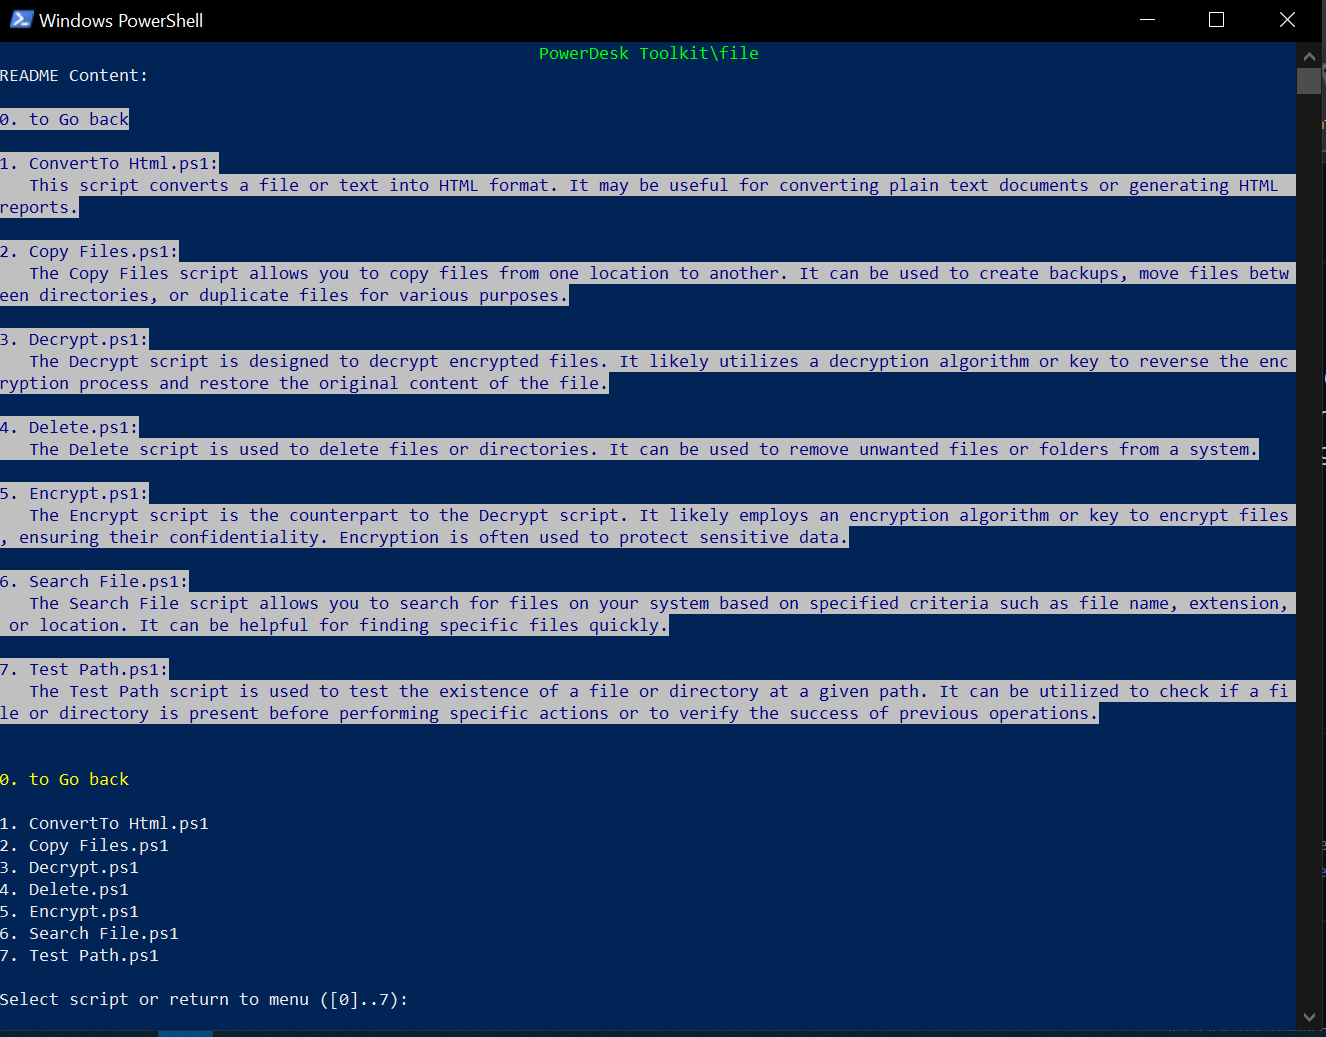 Windows PowerShell
PowerDesk Toolkit\file
README Content:
0. to Go back
1. ConvertTo Html.ps1:
This script converts a file or text into HTML format. It may be useful for converting plain text documents or generating HTML
reports.
2. Copy Files.ps1:
The Copy Files script allows you to copy files from one location to another. It can be used to create backups, move files betw
een directories, or duplicate files for various purposes.
3. Decrypt.ps1:
The Decrypt script is designed to decrypt encrypted files. It likely utilizes a decryption algorithm or key to reverse the enc
ryption process and restore the original content of the file.
4. Delete.ps1:
The Delete script is used to delete files or directories. It can be used to remove unwanted files or folders from a system.
5. Encrypt.ps1:
The Encrypt script is the counterpart to the Decrypt script. It likely employs an encryption algorithm or key to encrypt files
, ensuring their confidentiality. Encryption is often used to protect sensitive data.
6. Search File.ps1:
The Search File script allows you to search for files on your system based on specified criteria such as file name, extension,
or location. It can be helpful for finding specific files quickly.
7. Test Path.ps1:
The Test Path script is used to test the existence of a file or directory at a given path. It can be utilized to check if a fi
le or directory is present before performing specific actions or to verify the success of previous operations.
0. to Go back
1. ConvertTo Html.ps1
2. Copy Files.ps1
3. Decrypt.ps1
4. Delete.ps1
5. Encrypt.ps1
6. Search File.ps1
7. Test Path.ps1
Select script or return to menu ([0]..7):